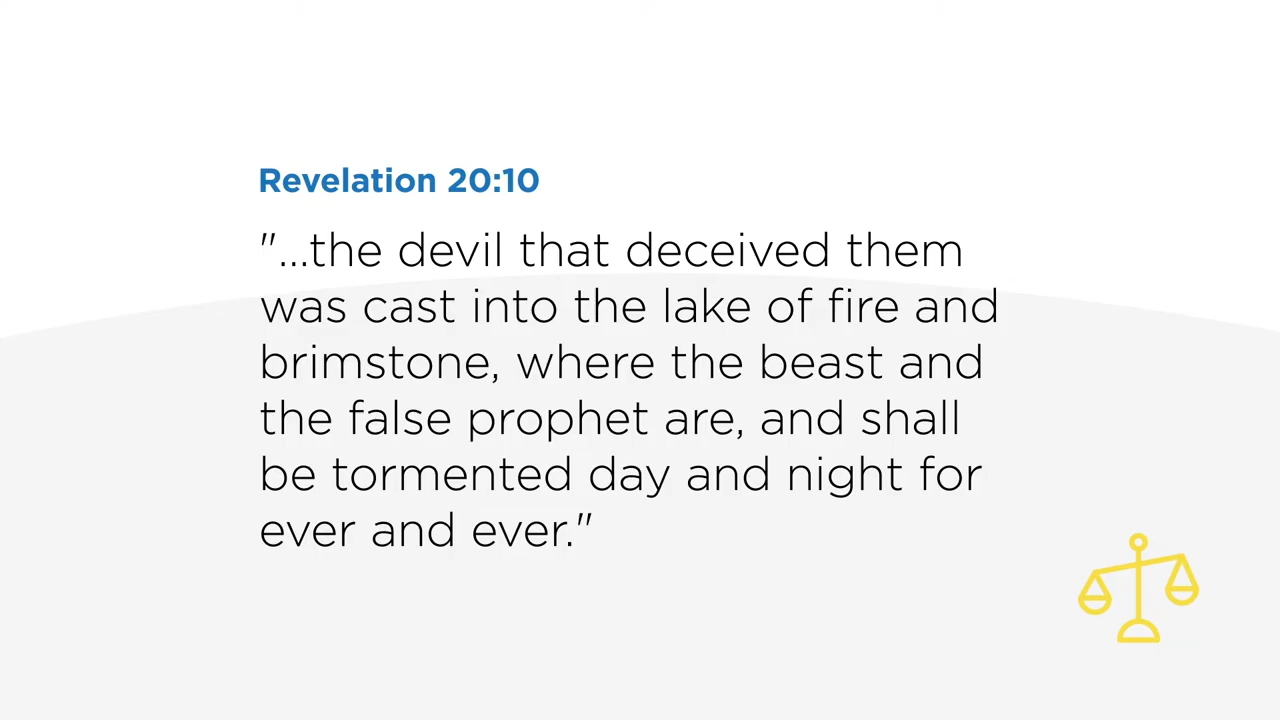 Revelation 20:10
"...the devil that deceived them
was cast into the lake of fire and
brimstone, where the beast and
the false prophet are, and shall
be tormented day and night for
ever and ever."